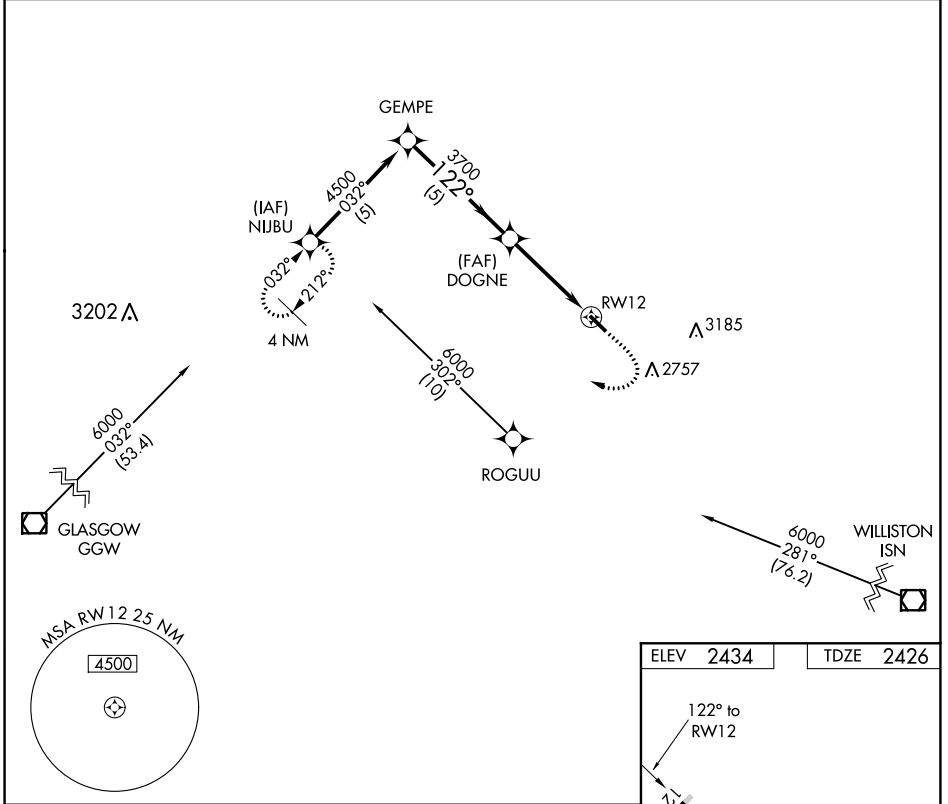 GEMPE
3700
122°
(5)
4500
032°
(5)
(IAF)
NIJBU
032°
212°
4 NM
(FAF)
DOGNE
RW12
3202
3185
2757
6000
302°
(10)
ROGUU
6000
032°
(53.4)
GLASGOW
GGW
6000
281°
(76.2)
WILLISTON
ISN
MSA RW12 25 NM
4500
ELEV 2434
TDZE 2426
122° to
RW12
12